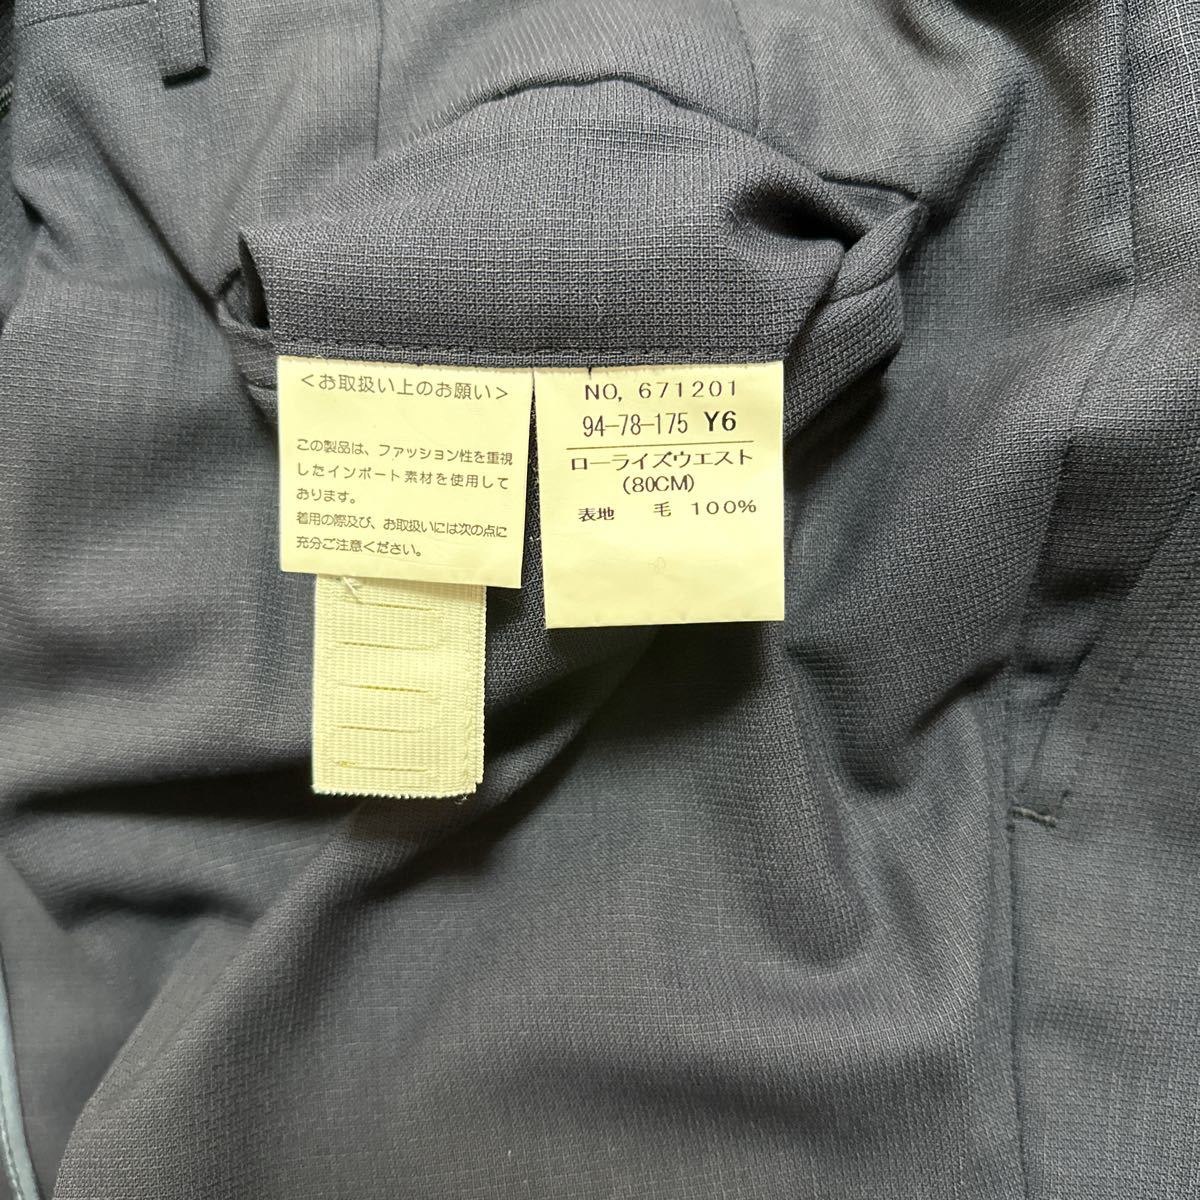 ＜お取扱い上のお願い＞
この製品は、ファッション性を重視
したインポート素材を使用して
おります。
着用の際及び、お取扱いには次の点に
充分ご注意ください。
NO, 671201
94-78-175 Y6
ローライズウエスト
(80CM)
表地 毛 100%